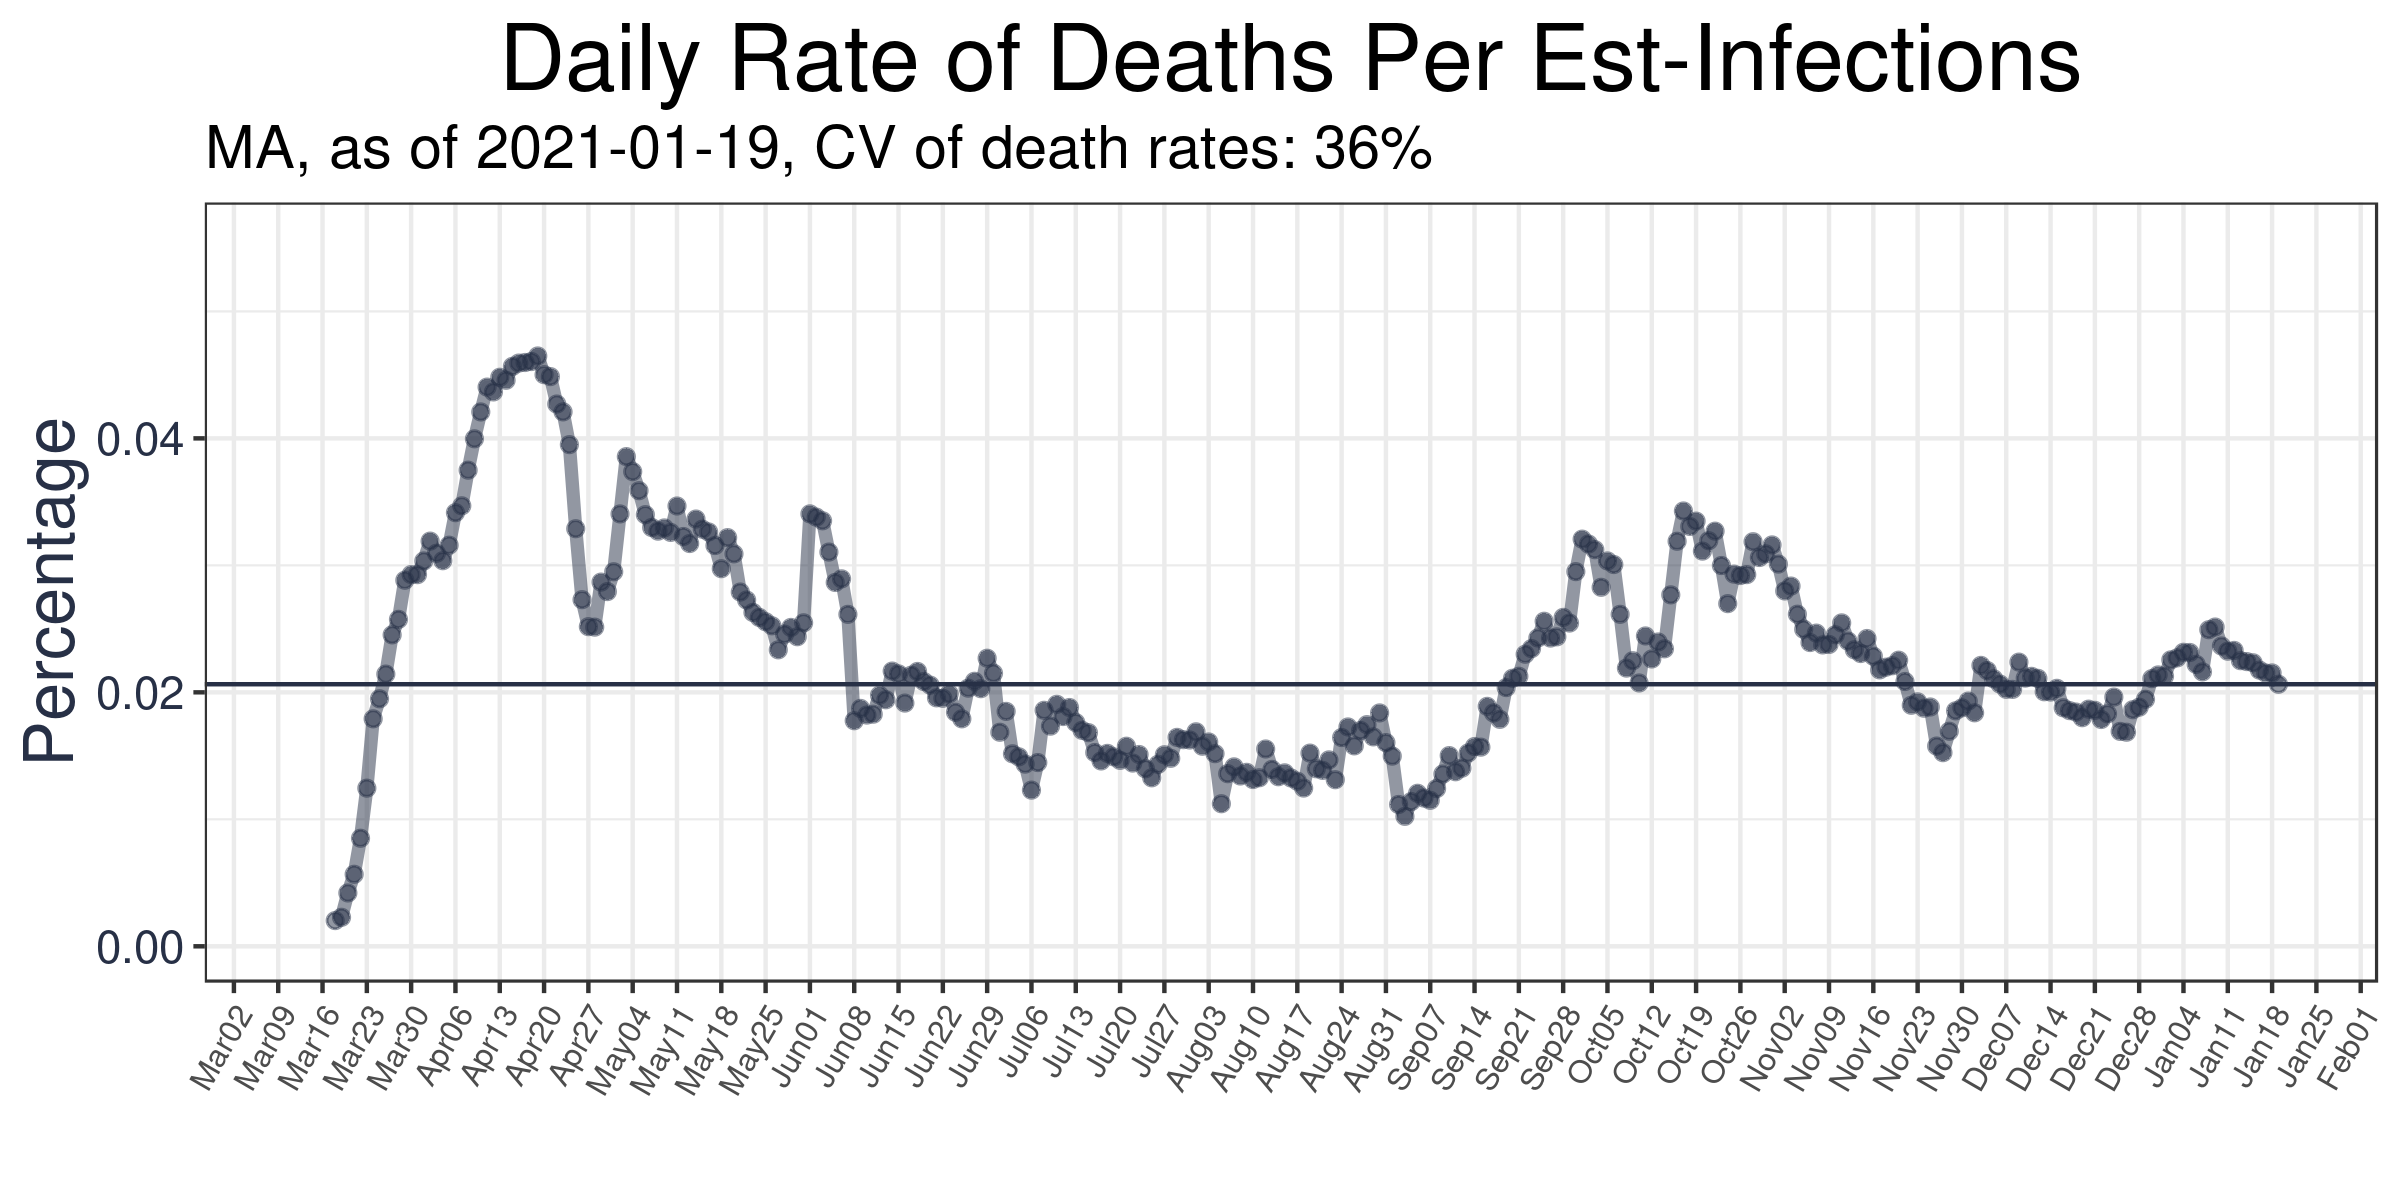 Daily Rate of Deaths Per Est-Infections
MA, as of 2021-01-19, CV of death rates: 36%
Percentage
0.04
0.02
0.00
Mar02
Mar09
Mar16
Mar23
Mar30
Apr06
Apr13
Apr20
Apr27
May04
May11
May18
May25
Jun01
Jun08
Jun15
Jun22
Jun29
Jul06
Jul13
Jul20
Jul27
Aug03
Aug10
Aug17
Aug24
Aug31
Sep07
Sep14
Sep21
Sep28
Oct05
Oct12
Oct19
Oct26
Nov02
Nov09
Nov16
Nov23
Nov30
Dec07
Dec14
Dec21
Dec28
Jan04
Jan11
Jan18
Jan25
Feb01